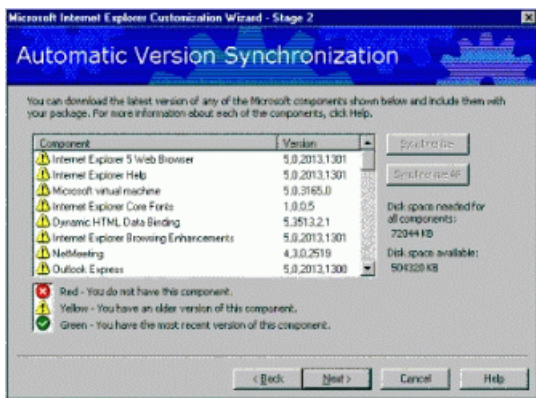 Microsoft Internet Explorer Customization Wizard - Stage 2
Automatic Version Synchronization
You can download the latest version of any of the Microsoft components shown below and include them with
your package. For more information about each of the components, click Help.
Component Version
Internet Explorer 5 Web Browser 5,0,2013,1301
Internet Explorer Help 5,0,2013,1301
Microsoft virtual machine 5,0,3165,0
Internet Explorer Core Fonts 1,0,0,5
Dynamic HTML Data Binding 5,3513,2,1
Internet Explorer Browsing Enhancements 5,0,2013,1301
NetMeeting 4,3,0,2519
Outlook Express 5,0,2013,1300
Synchronize
Synchronize All
Disk space needed for
all components:
72844 KB
Disk space available:
504320 KB
Red - You do not have this component.
Yellow - You have an older version of this component.
Green - You have the most recent version of this component.
< Back Next > Cancel Help